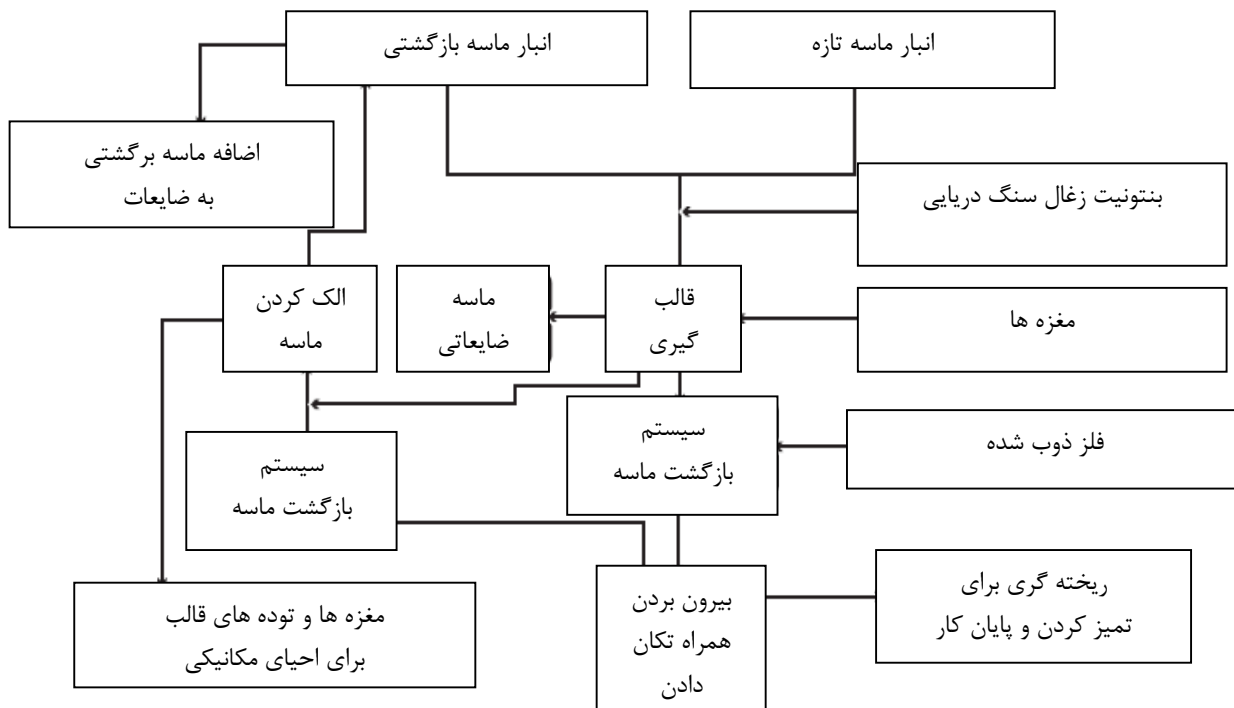 انبار ماسه تازه
انبار ماسه بازگشتی
اضافه ماسه برگشتی
به ضایعات
بنتونیت زغال سنگ دریایی
مغزه ها
قالب
گیری
ماسه
ضایعاتی
الک کردن
ماسه
فلز ذوب شده
سیستم
بازگشت ماسه
سیستم
بازگشت ماسه
ریخته گری برای
تمیز کردن و پایان کار
بیرون بردن
همراه تکان
دادن
مغزه ها و توده های قالب
برای احیای مکانیکی